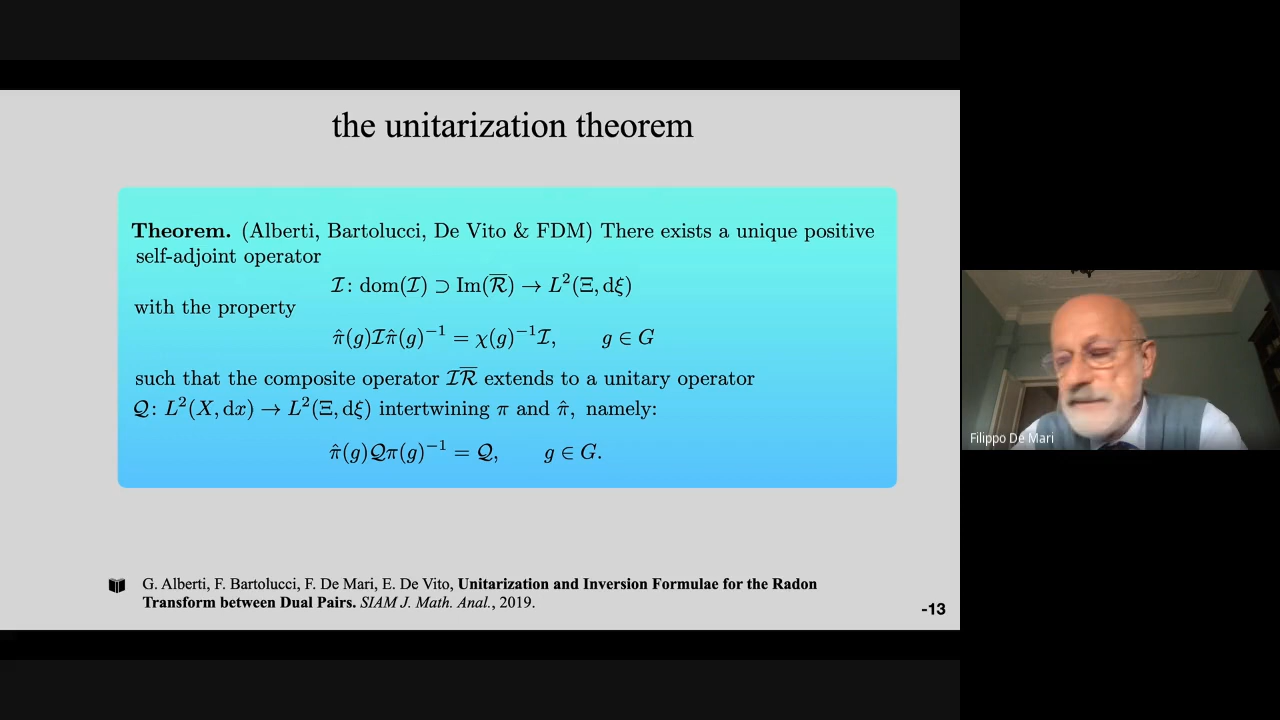 the unitarization theorem
Theorem. (Alberti, Bartolucci, De Vito & FDM) There exists a unique positive
self-adjoint operator
ℐ: dom(ℐ) ⊃ Im(ℛ̅) → L²(Ξ, dξ)
with the property
π̂(g)ℐπ̂(g)⁻¹ = χ(g)⁻¹ℐ, g ∈ G
such that the composite operator ℐℛ̅ extends to a unitary operator
𝒬: L²(X, dx) → L²(Ξ, dξ) intertwining π and π̂, namely:
π̂(g)𝒬π(g)⁻¹ = 𝒬, g ∈ G.
G. Alberti, F. Bartolucci, F. De Mari, E. De Vito, Unitarization and Inversion Formulae for the Radon
Transform between Dual Pairs. SIAM J. Math. Anal., 2019.
-13
Filippo De Mari